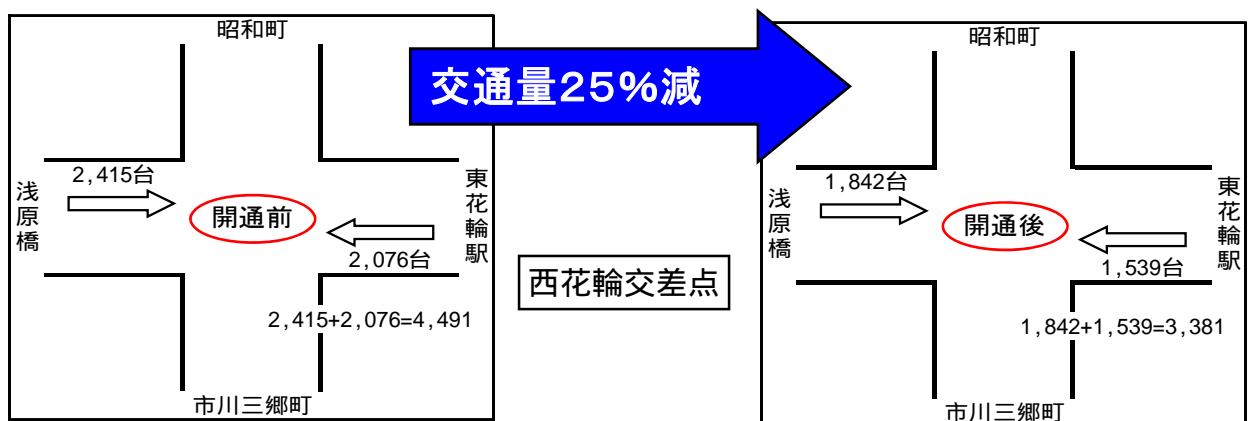 昭和町
浅原橋
2,415台
開通前
東花輪駅
2,076台
2,415+2,076=4,491
市川三郷町
交通量25%減
西花輪交差点
昭和町
浅原橋
1,842台
開通後
東花輪駅
1,539台
1,842+1,539=3,381
市川三郷町